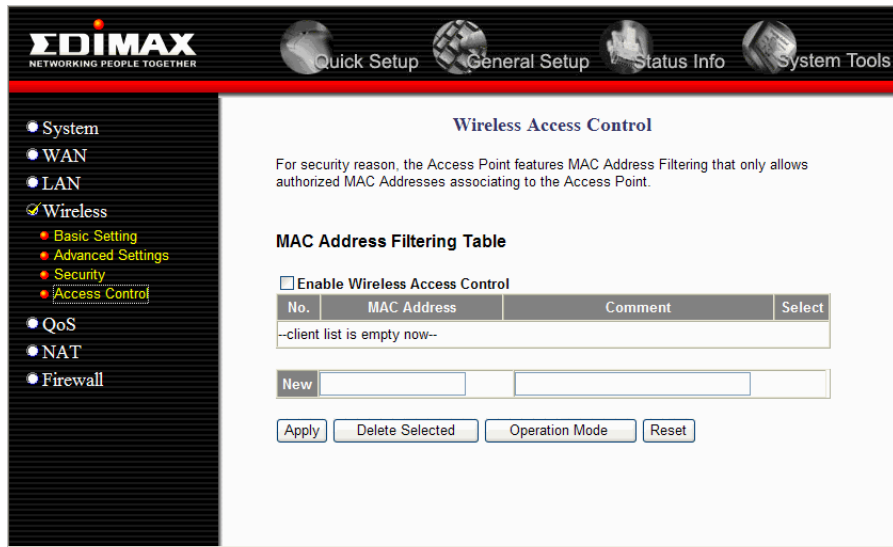 EDIMAX
NETWORKING PEOPLE TOGETHER
Quick Setup
General Setup
Status Info
System Tools
System
WAN
LAN
Wireless
Basic Setting
Advanced Settings
Security
Access Control
QoS
NAT
Firewall
Wireless Access Control
For security reason, the Access Point features MAC Address Filtering that only allows
authorized MAC Addresses associating to the Access Point.
MAC Address Filtering Table
Enable Wireless Access Control
No. MAC Address Comment Select
--client list is empty now--
New
Apply Delete Selected Operation Mode Reset